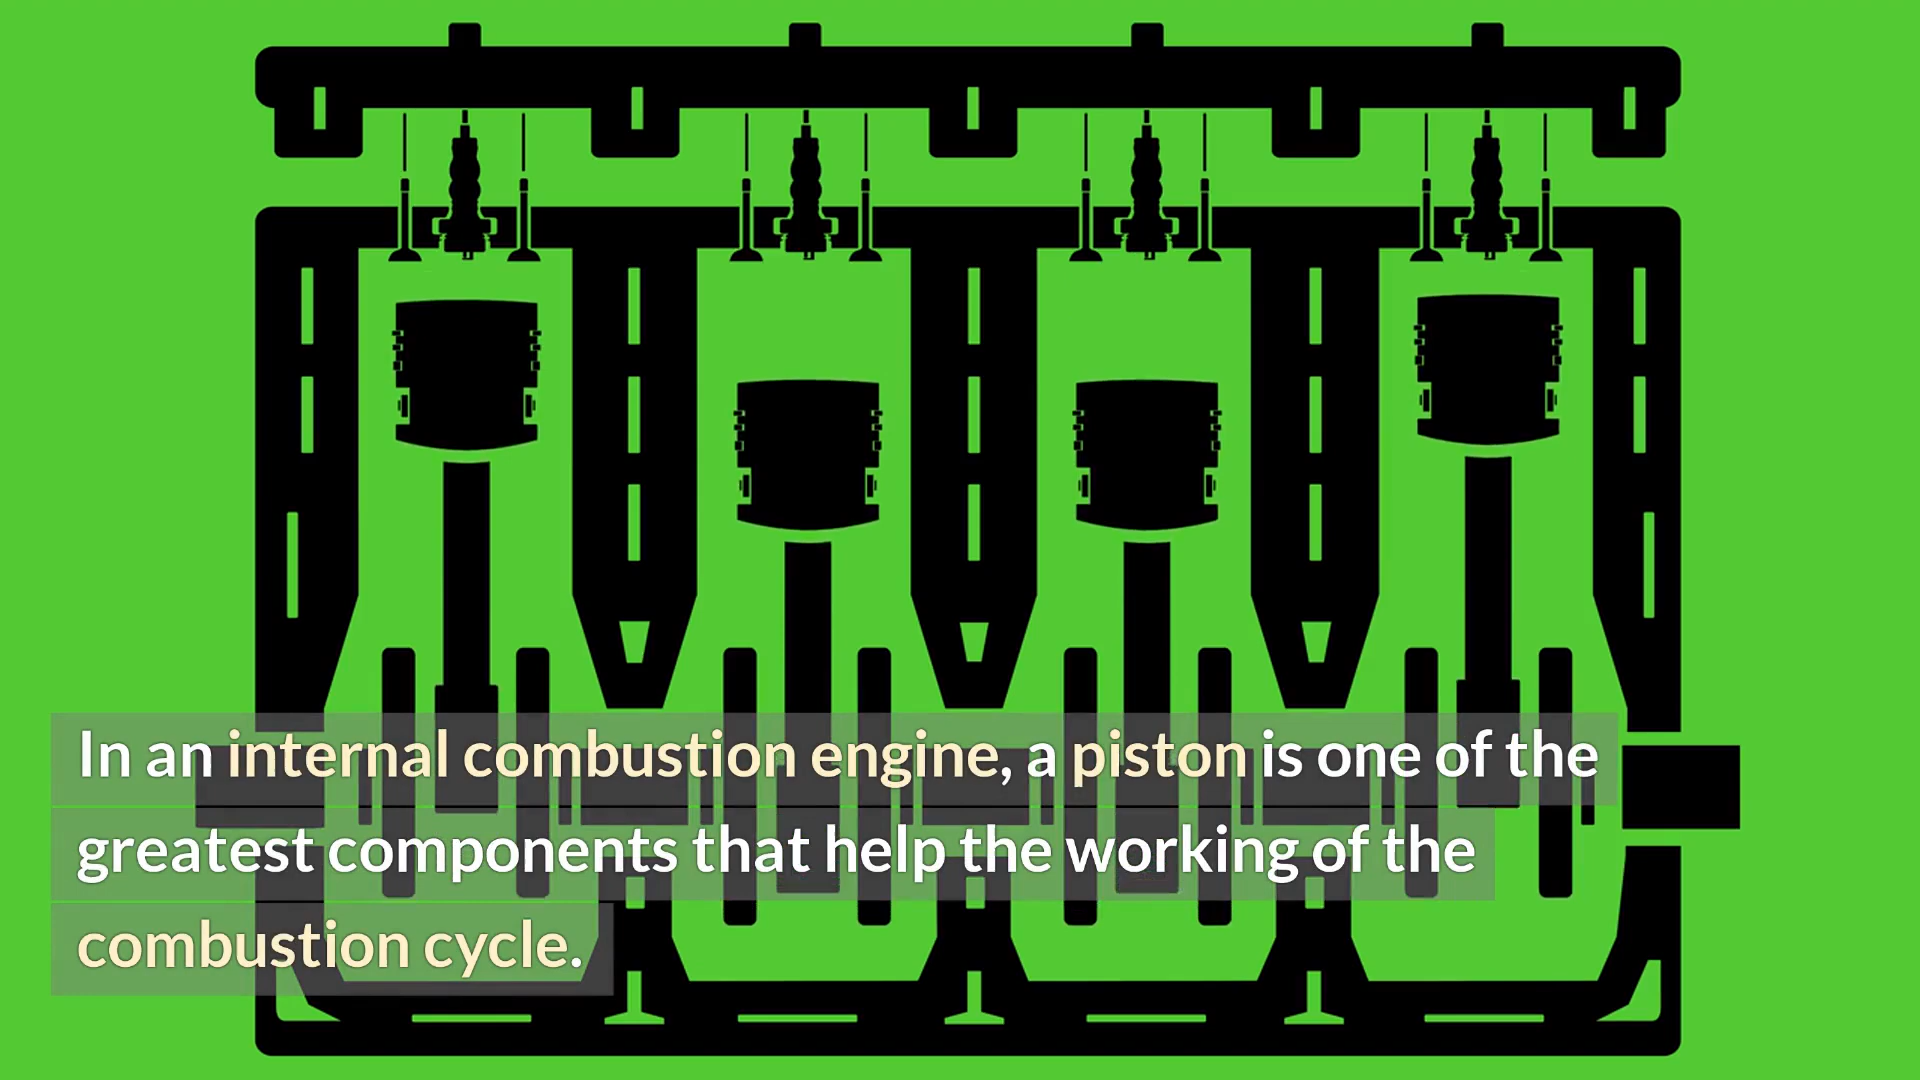 In an internal combustion engine, a piston is one of the
greatest components that help the working of the
combustion cycle.